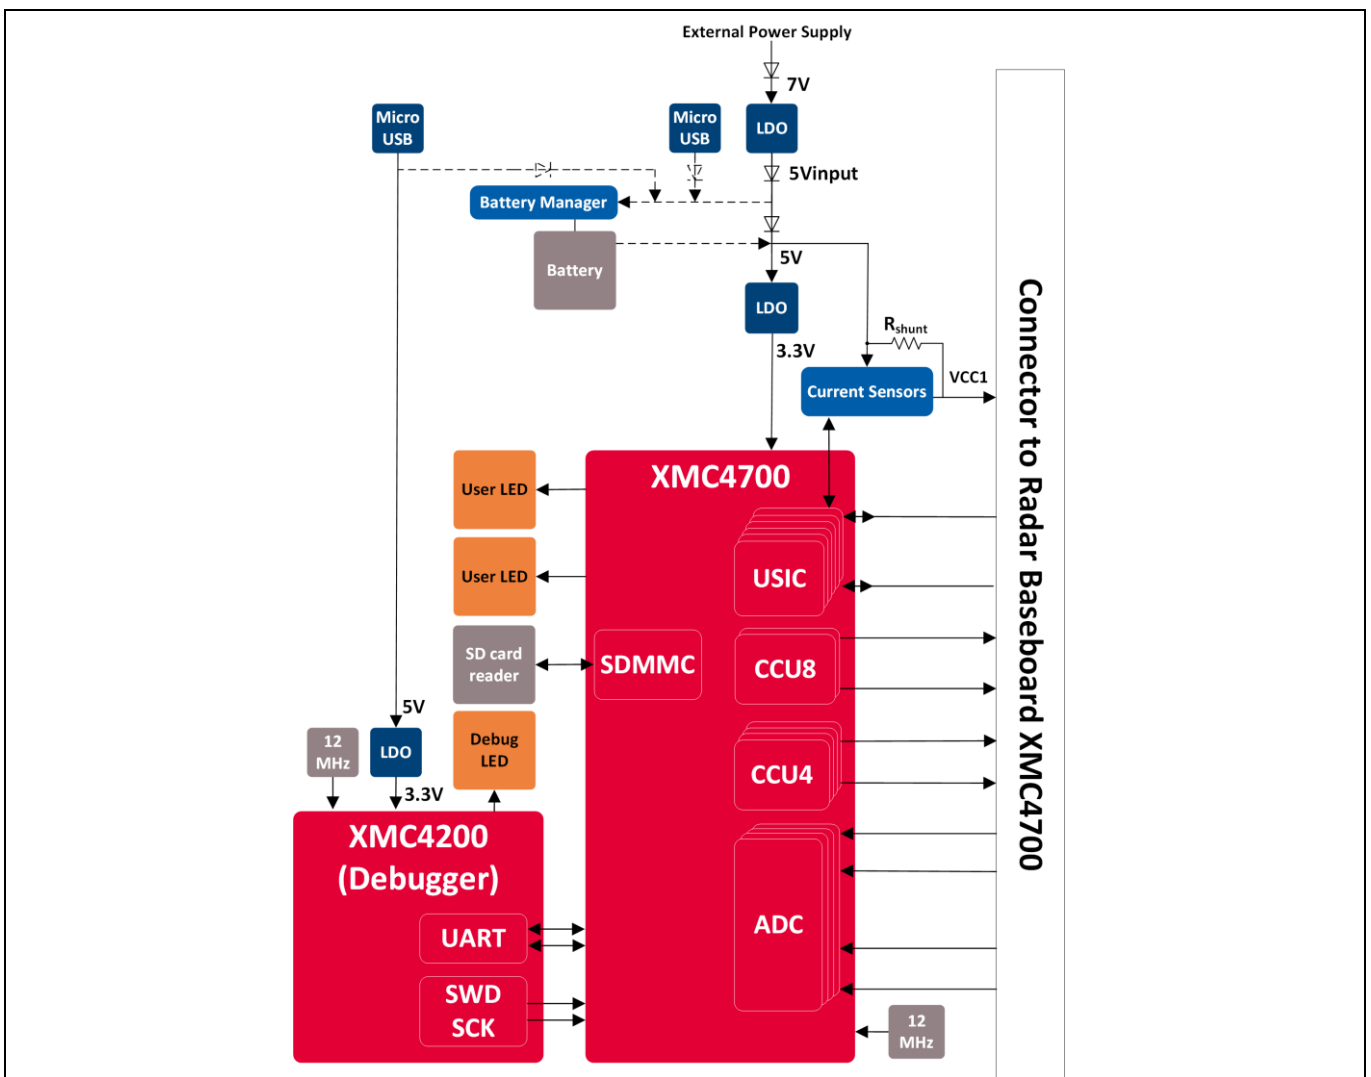 External Power Supply
7V
Micro
USB
Micro
USB
LDO
5Vinput
Battery Manager
Battery
5V
LDO
3.3V
Rshunt
Current Sensors
VCC1
Connector to Radar Baseboard XMC4700
XMC4700
User LED
User LED
SD card
reader
SDMMC
USIC
CCU8
CCU4
ADC
5V
12
MHz
LDO
Debug
LED
3.3V
XMC4200
(Debugger)
UART
SWD
SCK
12
MHz